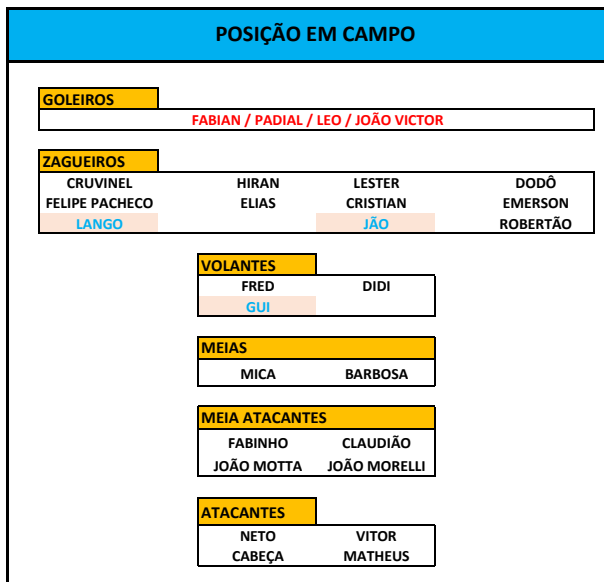 POSIÇÃO EM CAMPO
GOLEIROS
FABIAN / PADIAL / LEO / JOÃO VICTOR
ZAGUEIROS
CRUVINEL HIRAN LESTER DODÔ
FELIPE PACHECO ELIAS CRISTIAN EMERSON
LANGO JÃO ROBERTÃO
VOLANTES
FRED DIDI
GUI
MEIAS
MICA BARBOSA
MEIA ATACANTES
FABINHO CLAUDIÃO
JOÃO MOTTA JOÃO MORELLI
ATACANTES
NETO VITOR
CABEÇA MATHEUS